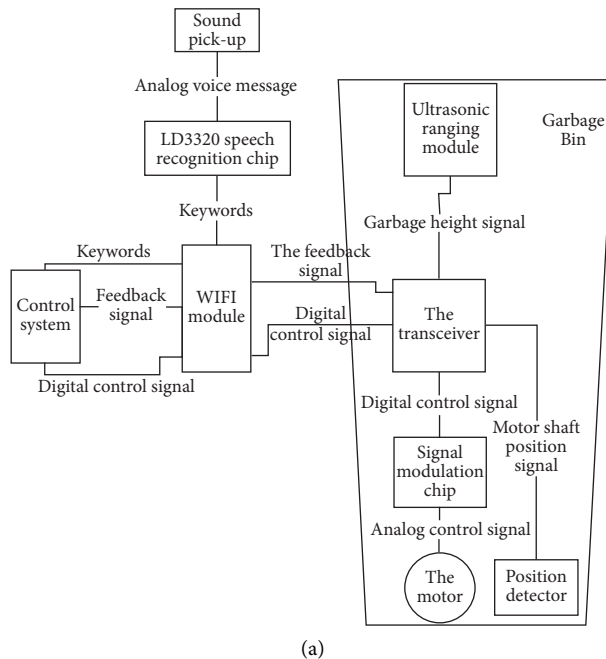 Sound
pick-up
Analog voice message
LD3320 speech
recognition chip
Keywords
Ultrasonic
ranging
module
Garbage
Bin
Garbage height signal
Keywords
The feedback
signal
Control
system
Feedback
signal
WIFI
module
Digital
control signal
The
transceiver
Digital control signal
Digital control signal
Motor shaft
position
signal
Signal
modulation
chip
Analog control signal
The
motor
Position
detector
(a)